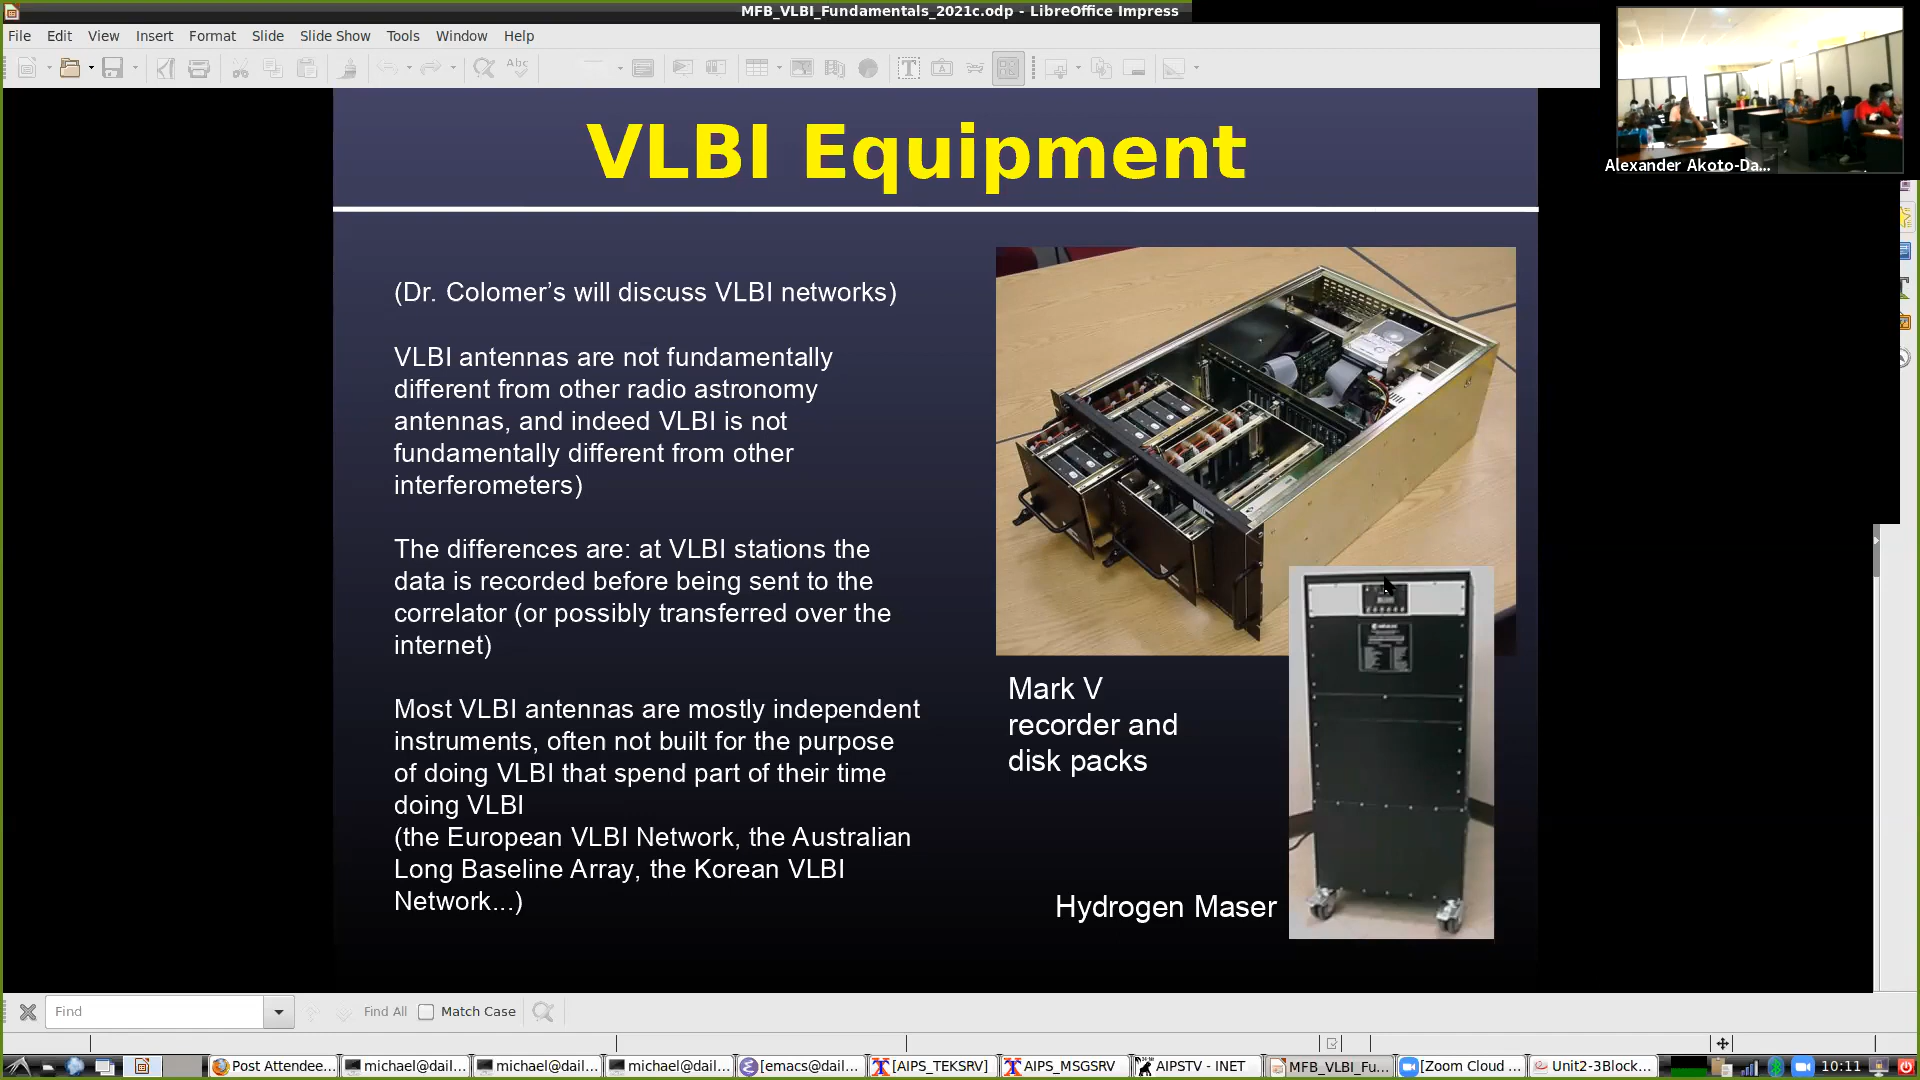 MFB_VLBI_Fundamentals_2021c.odp - LibreOffice Impress
File Edit View Insert Format Slide Slide Show Tools Window Help
Abc
Alexander Akoto-Da...
VLBI Equipment
(Dr. Colomer’s will discuss VLBI networks)
VLBI antennas are not fundamentally
different from other radio astronomy
antennas, and indeed VLBI is not
fundamentally different from other
interferometers)
The differences are: at VLBI stations the
data is recorded before being sent to the
correlator (or possibly transferred over the
internet)
Most VLBI antennas are mostly independent
instruments, often not built for the purpose
of doing VLBI that spend part of their time
doing VLBI
(the European VLBI Network, the Australian
Long Baseline Array, the Korean VLBI
Network...)
Mark V
recorder and
disk packs
Hydrogen Maser
Find Find All Match Case
Post Attendee... michael@dail... michael@dail... michael@dail... [emacs@dail... [AIPS_TEKSRV] AIPS_MSGSRV AIPSTV - INET MFB_VLBI_Fu... [Zoom Cloud ... Unit2-3Block... 10:11